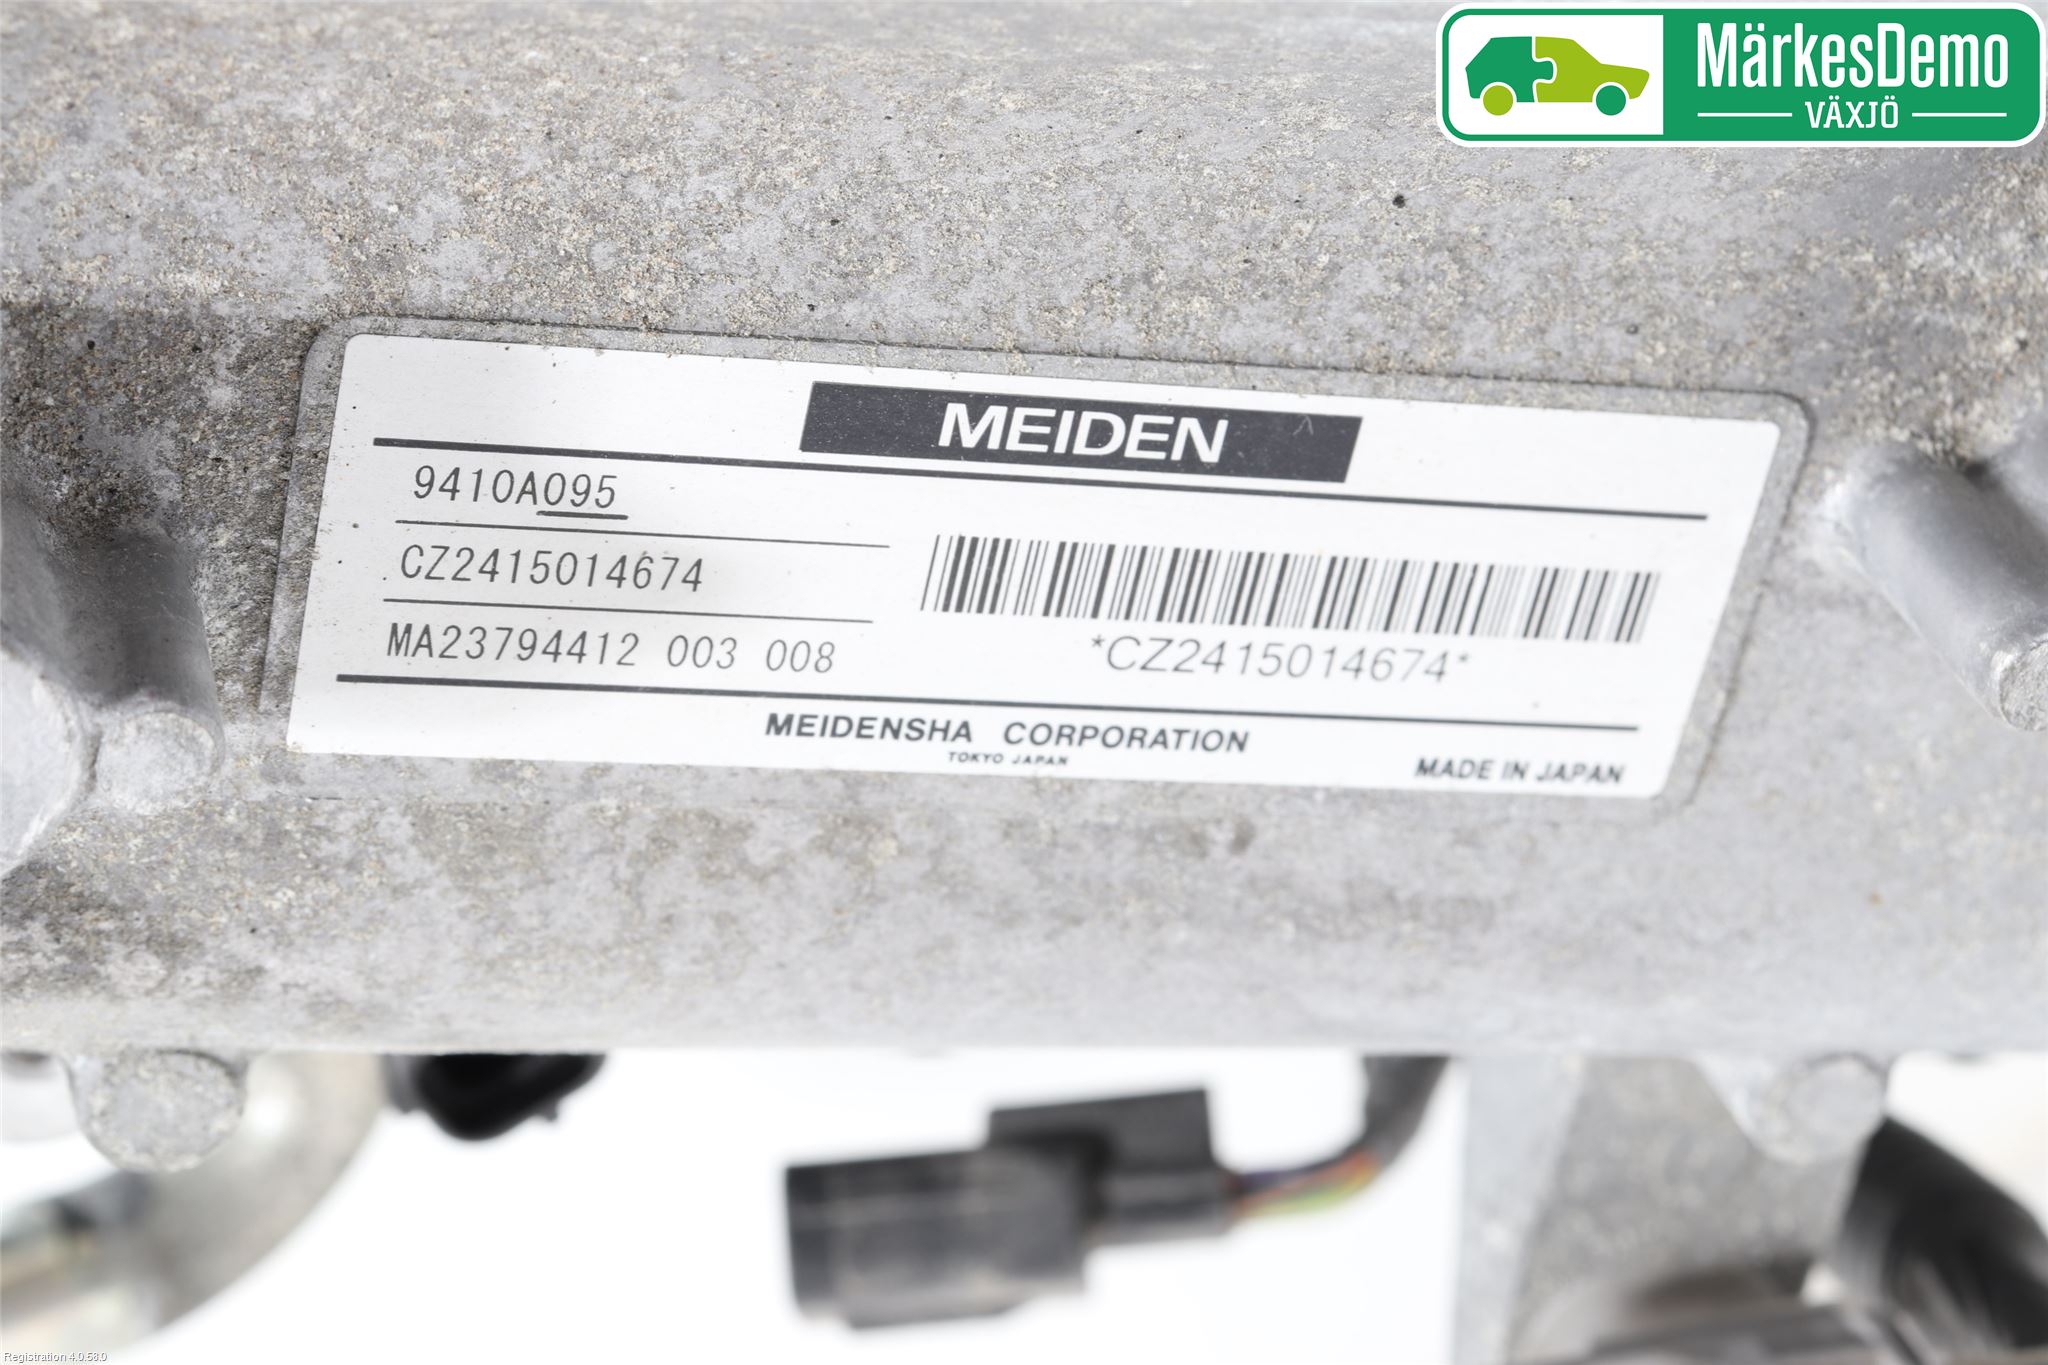 MärkesDemo
VÄXJÖ
MEIDEN
9410A095
CZ2415014674
MA23794412 003 008
*CZ2415014674*
MEIDENSHA CORPORATION
TOKYO JAPAN
MADE IN JAPAN
Registration 4.0.58.0